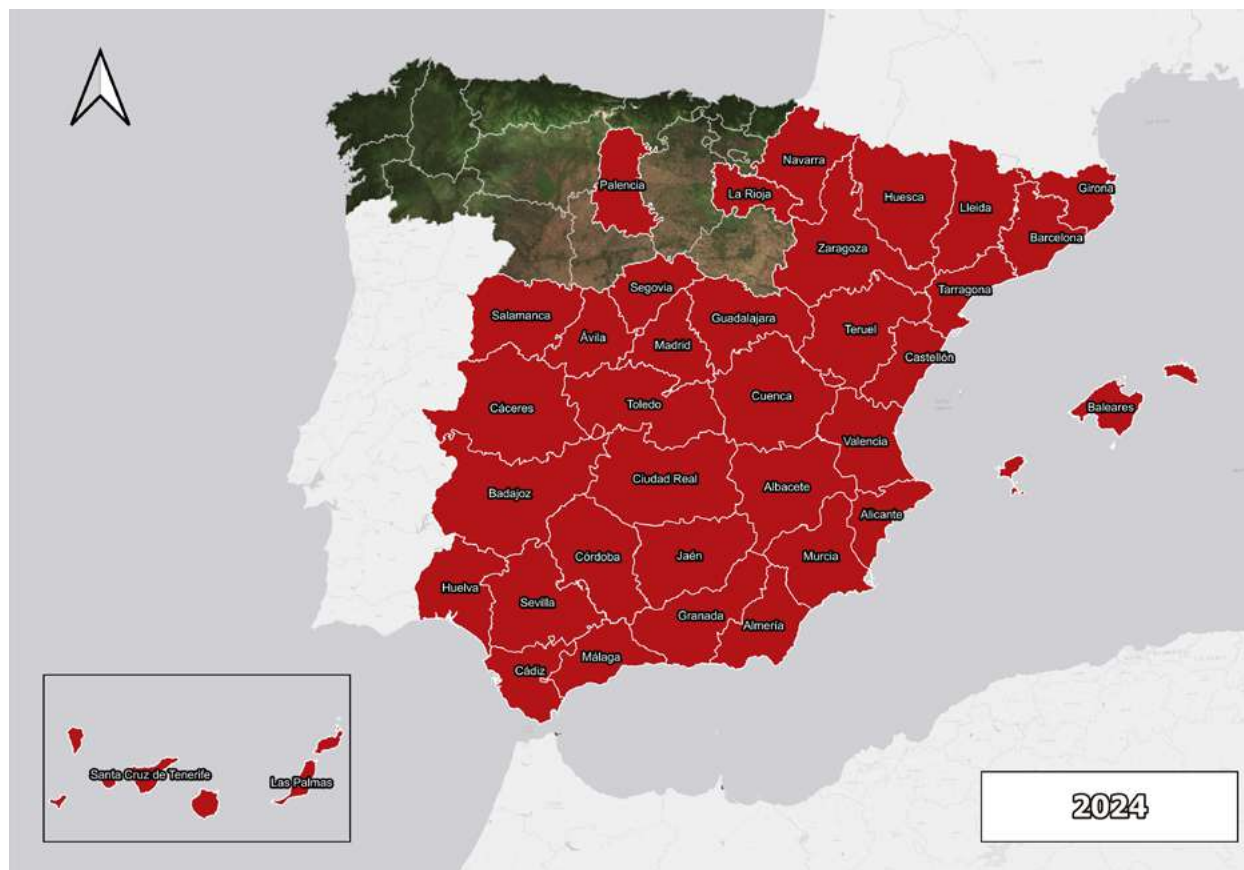 Navarra
Palencia
La Rioja
Huesca
Lleida
Girona
Barcelona
Zaragoza
Tarragona
Segovia
Salamanca
Guadalajara
Ávila
Madrid
Teruel
Castellón
Cáceres
Toledo
Cuenca
Baleares
Valencia
Ciudad Real
Albacete
Badajoz
Alicante
Córdoba
Jaén
Murcia
Huelva
Sevilla
Granada
Almería
Málaga
Cádiz
Santa Cruz de Tenerife
Las Palmas
2024